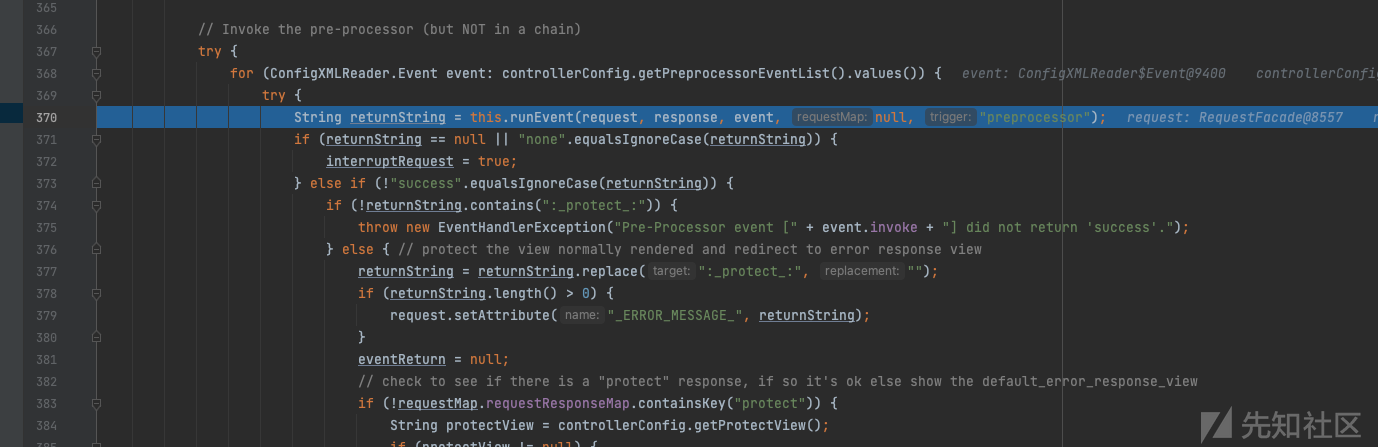 365
366 // Invoke the pre-processor (but NOT in a chain)
367 try {
368 for (ConfigXMLReader.Event event: controllerConfig.getPreprocessorEventList().values()) { event: ConfigXMLReader$Event@9400 controllerConfig
369 try {
370 String returnString = this.runEvent(request, response, event, requestMap: null, trigger: "preprocessor"); request: RequestFacade@8557
371 if (returnString == null || "none".equalsIgnoreCase(returnString)) {
372 interruptRequest = true;
373 } else if (!"success".equalsIgnoreCase(returnString)) {
374 if (!returnString.contains(":_protect_:")) {
375 throw new EventHandlerException("Pre-Processor event [" + event.invoke + "] did not return 'success'.");
376 } else { // protect the view normally rendered and redirect to error response view
377 returnString = returnString.replace( target: ":_protect_:", replacement: "");
378 if (returnString.length() > 0) {
379 request.setAttribute( name: "_ERROR_MESSAGE_", returnString);
380 }
381 eventReturn = null;
382 // check to see if there is a "protect" response, if so it's ok else show the default_error_response_view
383 if (!requestMap.requestResponseMap.containsKey("protect")) {
384 String protectView = controllerConfig.getProtectView();
385 if (protectView != null) {
先知社区